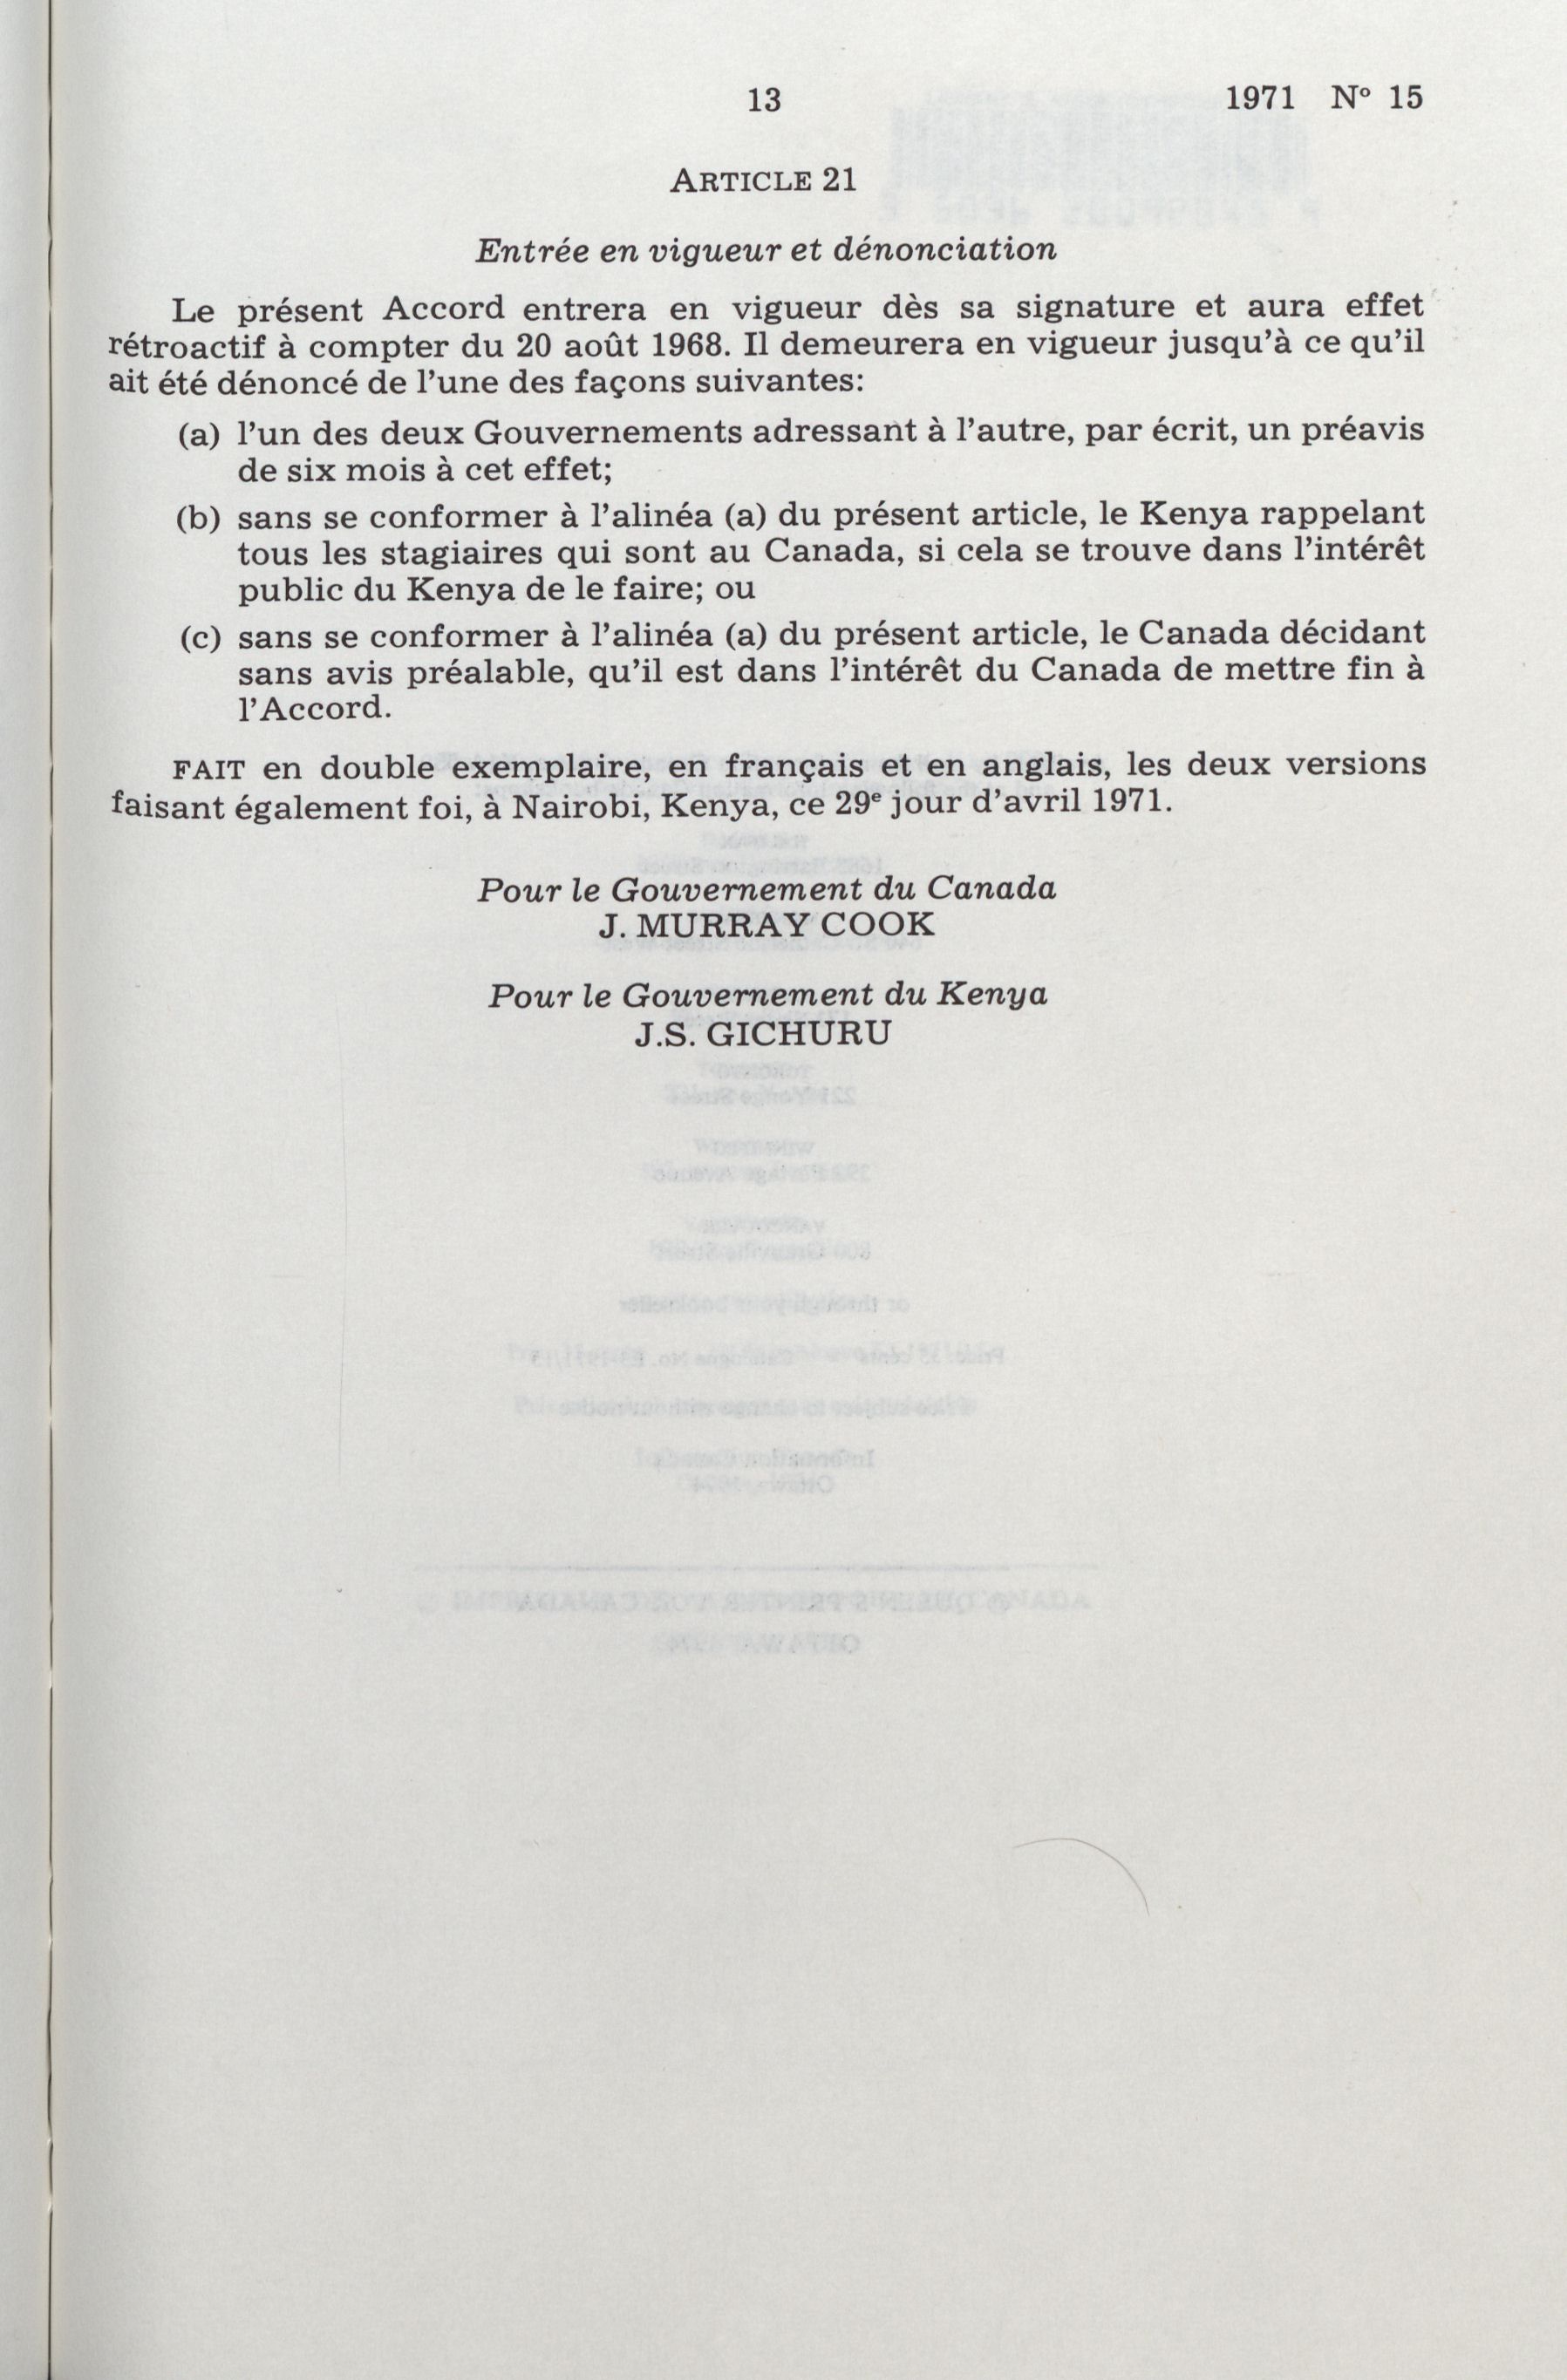 13
1971 Nº 15
ARTICLE 21
Entrée en vigueur et dénonciation
Le présent Accord entrera en vigueur dès sa signature et aura effet
rétroactif à compter du 20 août 1968. Il demeurera en vigueur jusqu’à ce qu’il
ait été dénoncé de l’une des façons suivantes:
(a) l’un des deux Gouvernements adressant à l’autre, par écrit, un préavis
de six mois à cet effet;
(b) sans se conformer à l’alinéa (a) du présent article, le Kenya rappelant
tous les stagiaires qui sont au Canada, si cela se trouve dans l’intérêt
public du Kenya de le faire; ou
(c) sans se conformer à l’alinéa (a) du présent article, le Canada décidant
sans avis préalable, qu’il est dans l’intérêt du Canada de mettre fin à
l’Accord.
FAIT en double exemplaire, en français et en anglais, les deux versions
faisant également foi, à Nairobi, Kenya, ce 29e jour d’avril 1971.
Pour le Gouvernement du Canada
J. MURRAY COOK
Pour le Gouvernement du Kenya
J.S. GICHURU